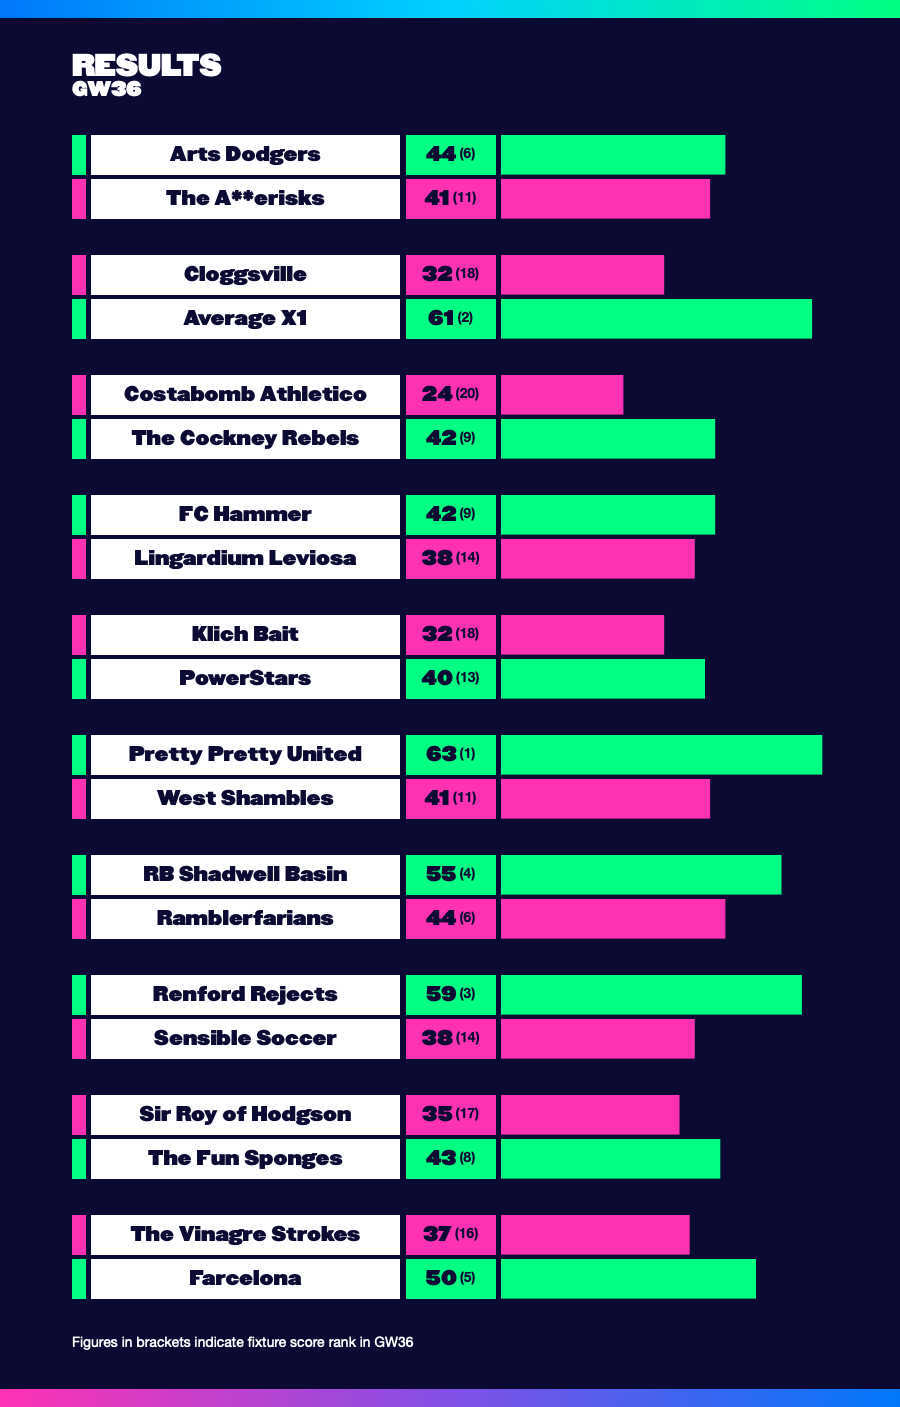 RESULTS
GW36
Arts Dodgers 44 (6)
The A**erisks 41 (11)
Cloggsville 32 (18)
Average X1 61 (2)
Costabomb Athletico 24 (20)
The Cockney Rebels 42 (9)
FC Hammer 42 (9)
Lingardium Leviosa 38 (14)
Klich Bait 32 (18)
PowerStars 40 (13)
Pretty Pretty United 63 (1)
West Shambles 41 (11)
RB Shadwell Basin 55 (4)
Ramblerfarians 44 (6)
Renford Rejects 59 (3)
Sensible Soccer 38 (14)
Sir Roy of Hodgson 35 (17)
The Fun Sponges 43 (8)
The Vinagre Strokes 37 (16)
Farcelona 50 (5)
Figures in brackets indicate fixture score rank in GW36